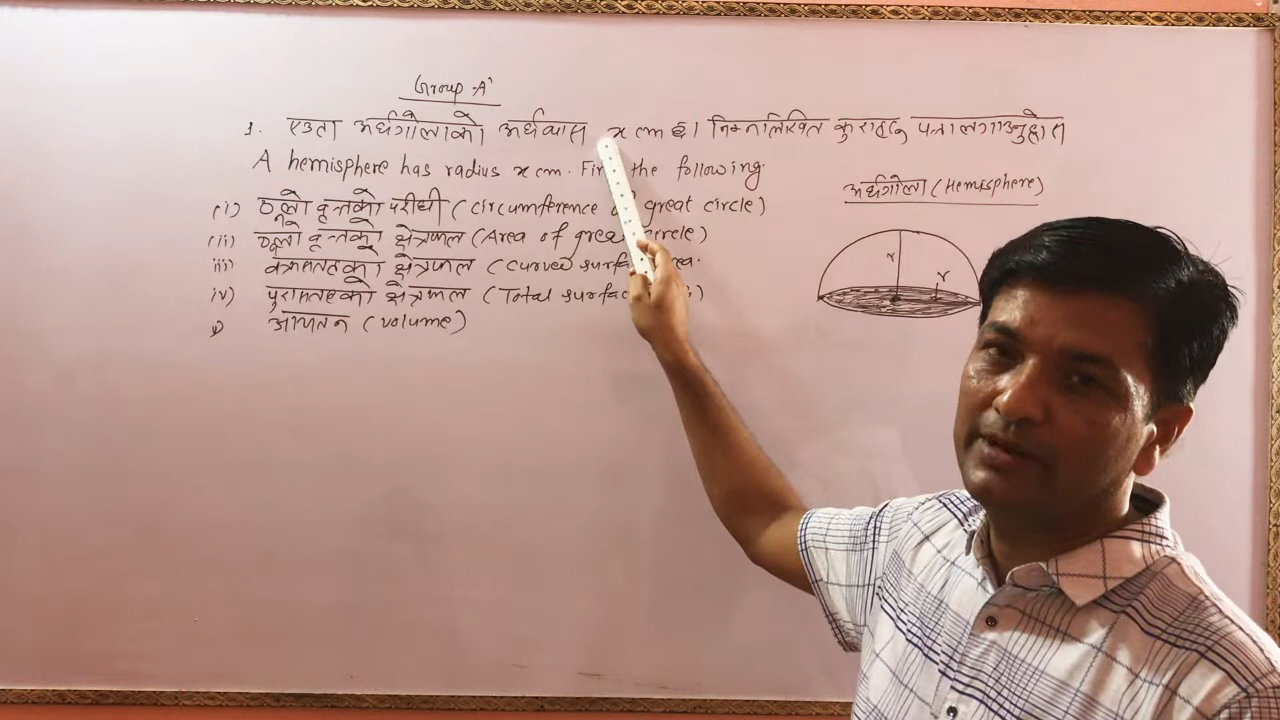 Group 'A'
1. एउटा अर्धगोलाको अर्धव्यास x cm छ। निम्नलिखित कुराहरु पत्ता लगाउनुहोस
A hemisphere has radius x cm. Find the following.
अर्धगोला (Hemisphere)
(i) ठूलो वृत्तको परीधी (circumference of great circle)
(ii) ठूलो वृत्तको क्षेत्रफल (Area of great circle)
iii) वक्रसतहको क्षेत्रफल (curved surface area.
iv) पुरासतहको क्षेत्रफल (Total surface
v) आयतन (volume)
r
r